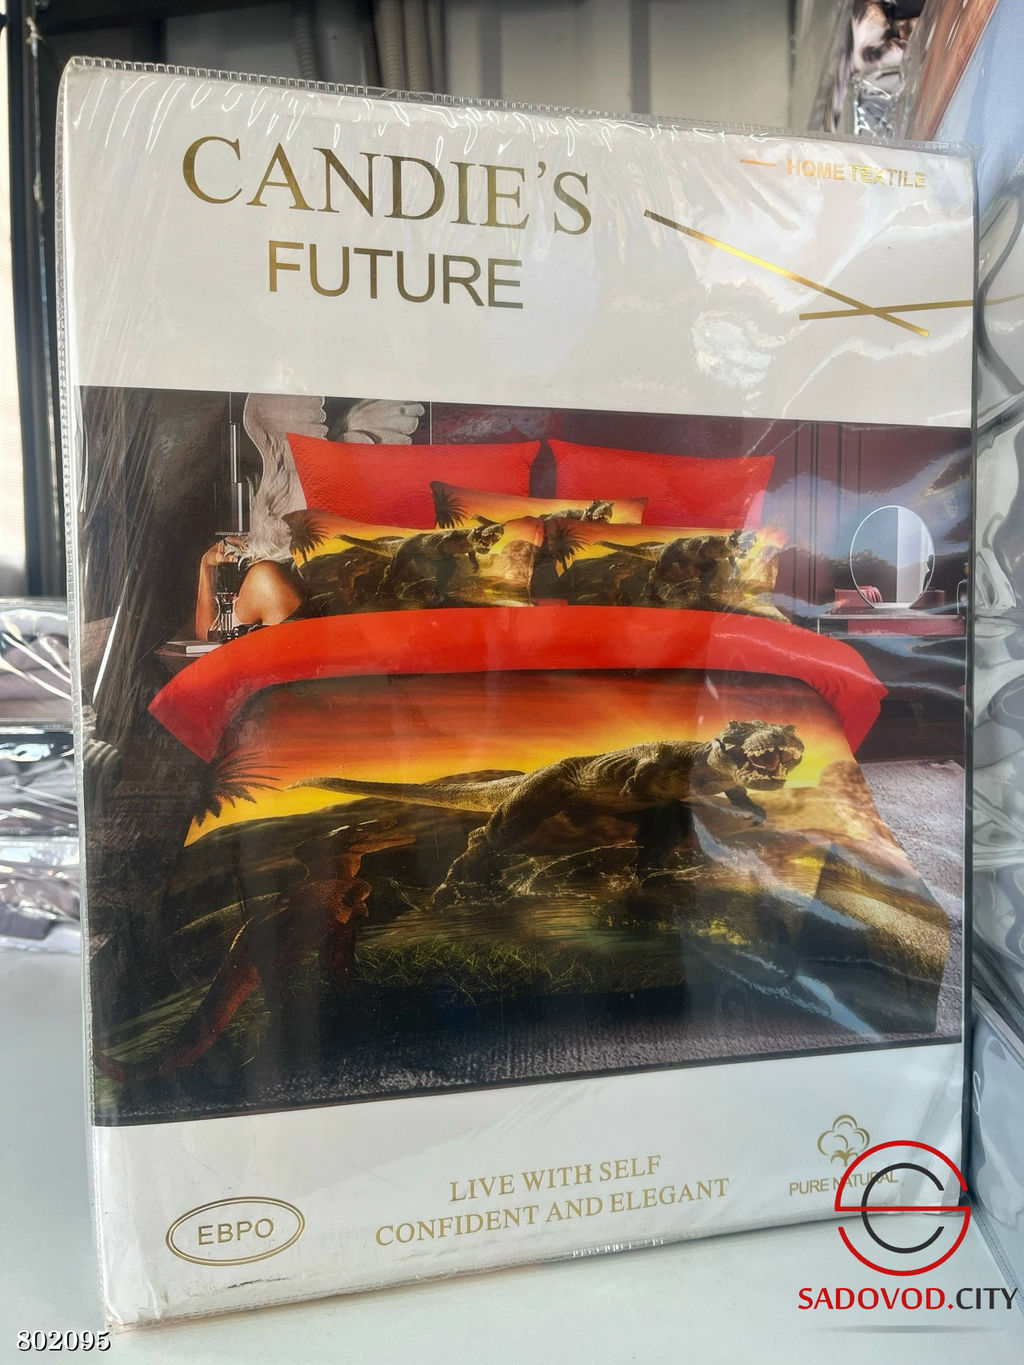 CANDIE'S
FUTURE
HOME TEXTILE
LIVE WITH SELF
CONFIDENT AND ELEGANT
ЕВРО
PURE NATURAL
SADOVOD.CITY
802095